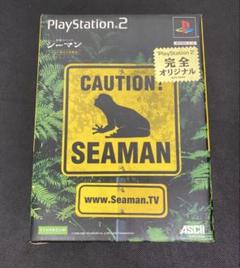 PlayStation.2
シーマン
PlayStation 2
完全
オリジナル
CAUTION!
SEAMAN
www.Seaman.TV
ASCII